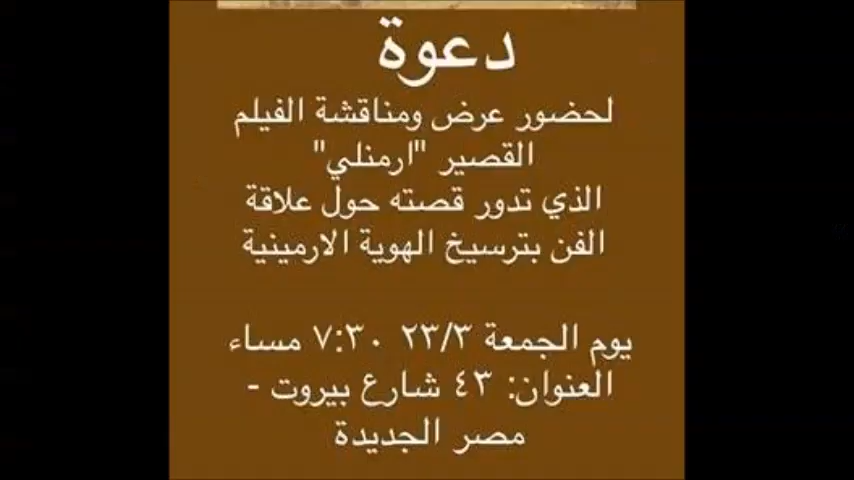 دعوة
لحضور عرض ومناقشة الفيلم
القصير "ارمنلي"
الذي تدور قصته حول علاقة
الفن بترسيخ الهوية الارمينية
يوم الجمعة ٢٣/٣ ٧:٣٠ مساء
العنوان: ٤٣ شارع بيروت -
مصر الجديدة